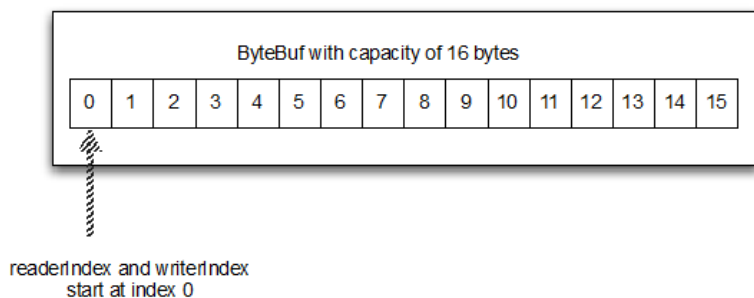 ByteBuf with capacity of 16 bytes
0 1 2 3 4 5 6 7 8 9 10 11 12 13 14 15
readerIndex and writerIndex
start at index 0